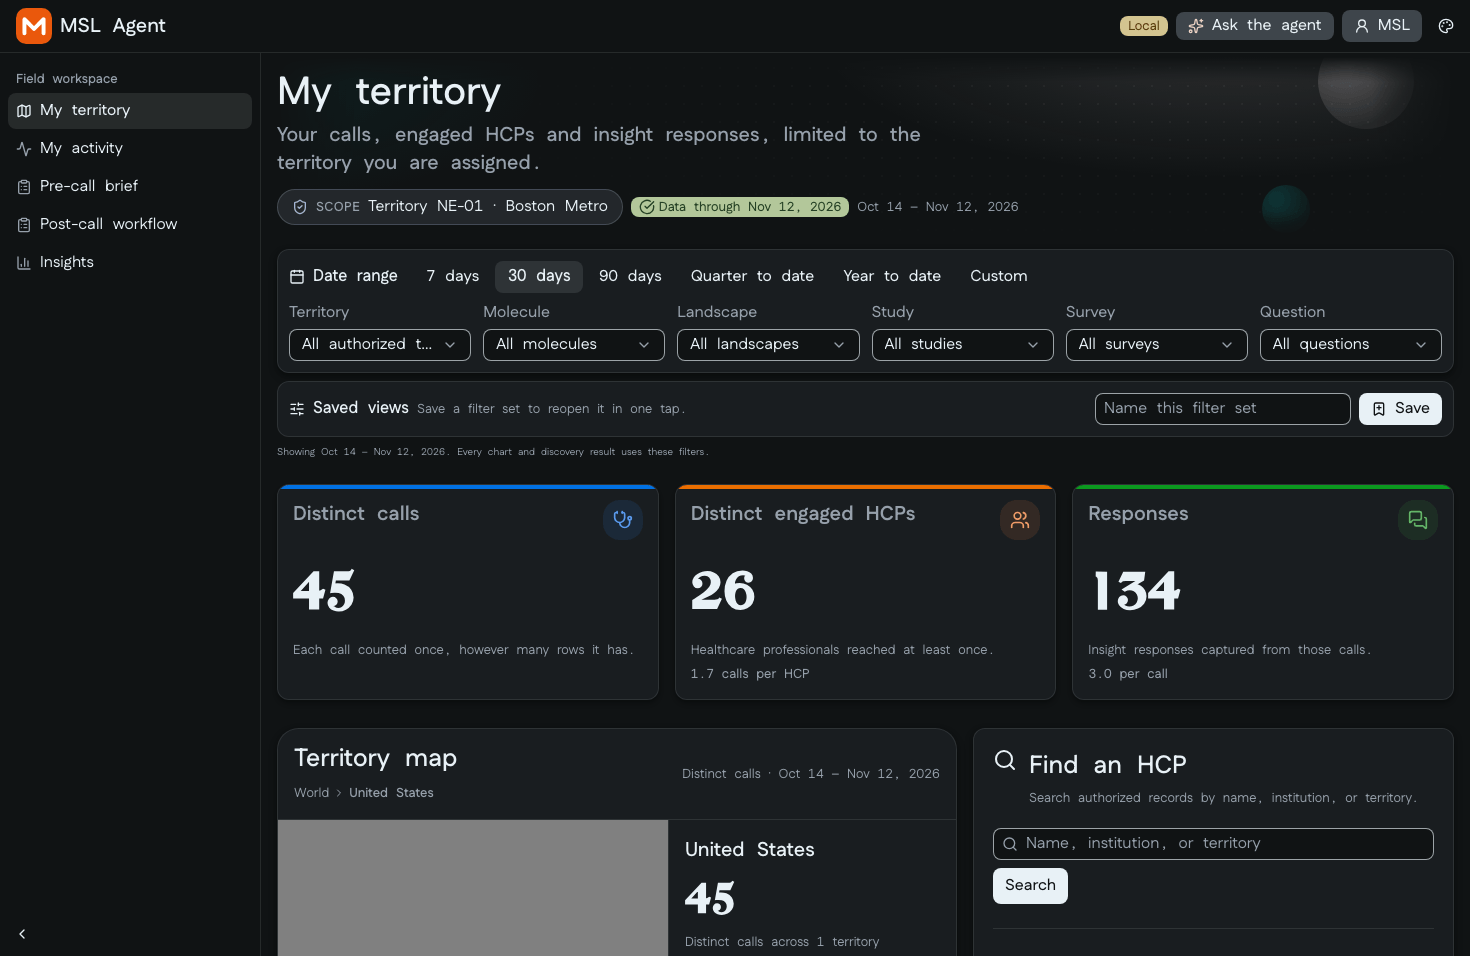 MSL Agent
Local
Ask the agent
MSL
Field workspace
My territory
My activity
Pre-call brief
Post-call workflow
Insights
My territory
Your calls, engaged HCPs and insight responses, limited to the
territory you are assigned.
SCOPE Territory NE-01 · Boston Metro
Data through Nov 12, 2026
Oct 14 – Nov 12, 2026
Date range
7 days
30 days
90 days
Quarter to date
Year to date
Custom
Territory
Molecule
Landscape
Study
Survey
Question
All authorized t...
All molecules
All landscapes
All studies
All surveys
All questions
Saved views
Save a filter set to reopen it in one tap.
Name this filter set
Save
Showing Oct 14 – Nov 12, 2026. Every chart and discovery result uses these filters.
Distinct calls
45
Each call counted once, however many rows it has.
Distinct engaged HCPs
26
Healthcare professionals reached at least once.
1.7 calls per HCP
Responses
134
Insight responses captured from those calls.
3.0 per call
Territory map
World > United States
Distinct calls · Oct 14 – Nov 12, 2026
United States
45
Distinct calls across 1 territory
Find an HCP
Search authorized records by name, institution, or territory.
Name, institution, or territory
Search